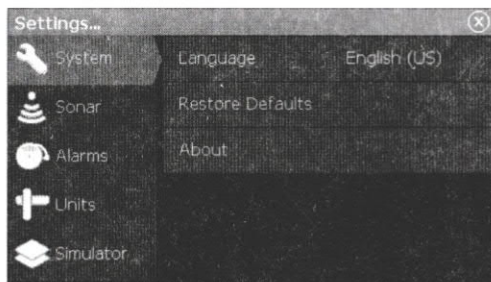 Settings...
System
Language English (US)
Sonar
Restore Defaults
Alarms
About
Units
Simulator